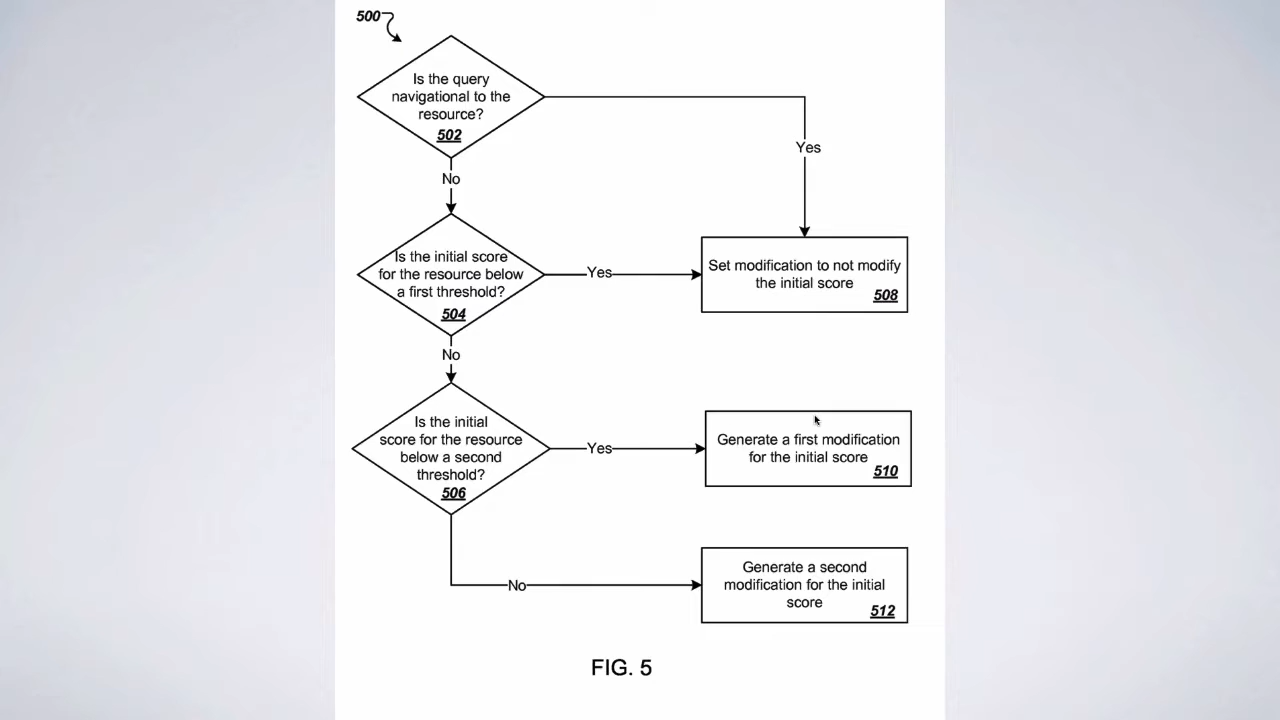 500
Is the query
navigational to the
resource?
502
Yes
No
Is the initial score
for the resource below
a first threshold?
504
Yes
Set modification to not modify
the initial score
508
No
Is the initial
score for the resource
below a second
threshold?
506
Yes
Generate a first modification
for the initial score
510
No
Generate a second
modification for the initial
score
512
FIG. 5